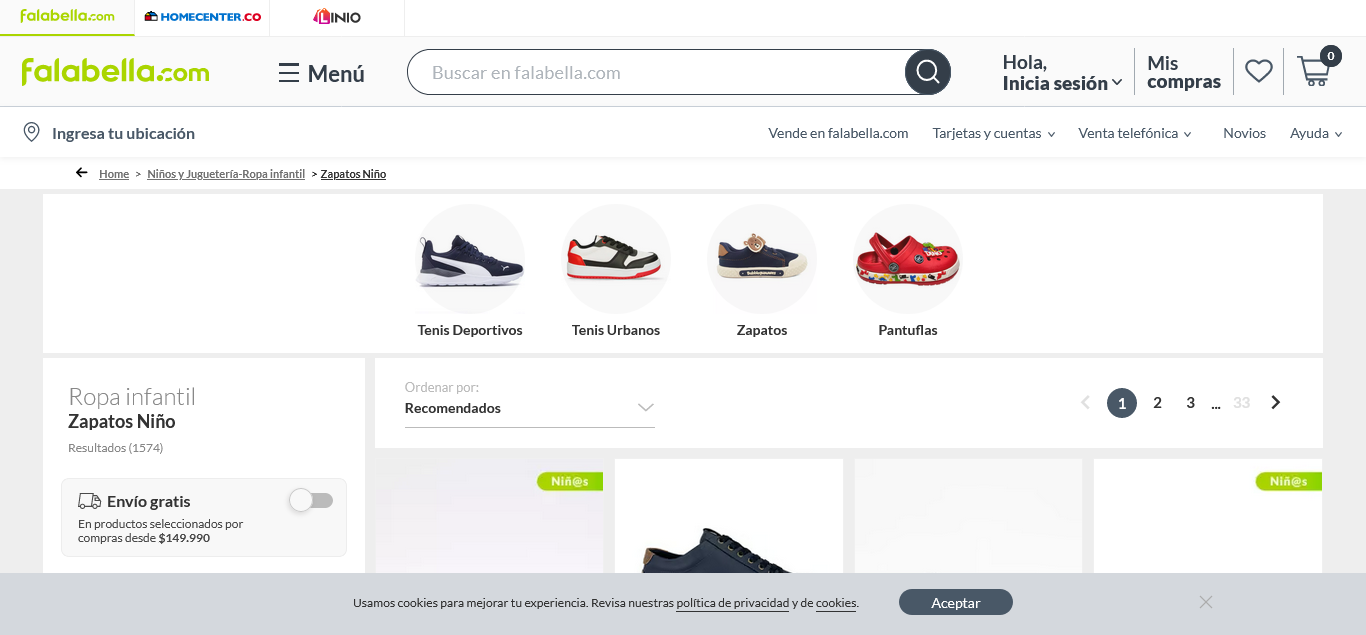 falabella.com
HOMECENTER.CO
LINIO
falabella.com
Menú
Buscar en falabella.com
Hola,
Inicia sesión
Mis
compras
0
Ingresa tu ubicación
Vende en falabella.com
Tarjetas y cuentas
Venta telefónica
Novios
Ayuda
Home > Niños y Juguetería-Ropa infantil > Zapatos Niño
Tenis Deportivos
Tenis Urbanos
Zapatos
Pantuflas
Ropa infantil
Zapatos Niño
Resultados (1574)
Envío gratis
En productos seleccionados por
compras desde $149.990
Ordenar por:
Recomendados
1 2 3 ... 33
Niñ@s
Niñ@s
Usamos cookies para mejorar tu experiencia. Revisa nuestras política de privacidad y de cookies.
Aceptar